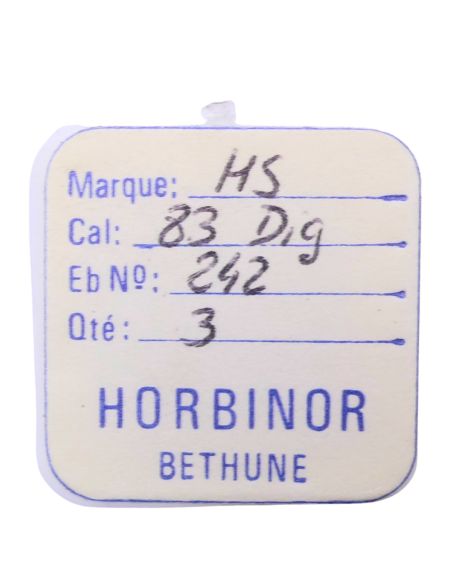 Marque: HS
Cal: 83 Dig
Eb Nº: 242
Qté: 3
HORBINOR
BETHUNE